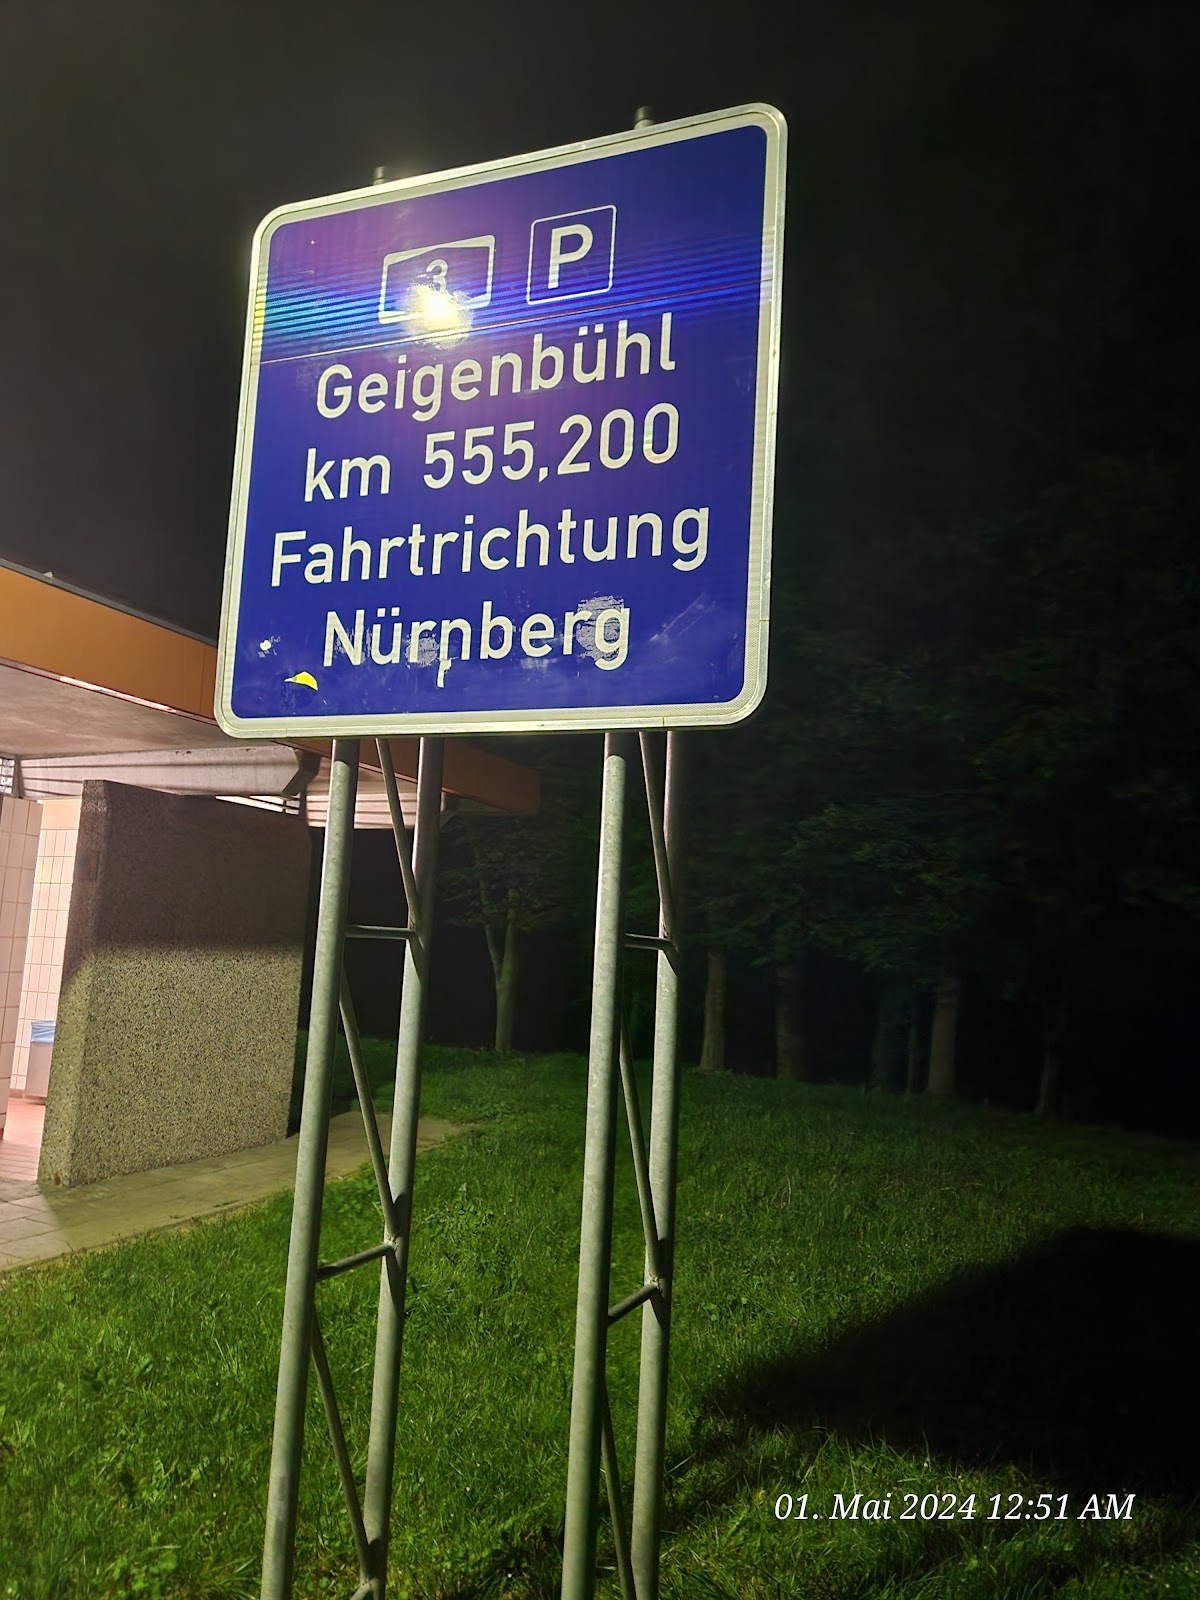 3 P
Geigenbühl
km 555,200
Fahrtrichtung
Nürnberg
01. Mai 2024 12:51 AM